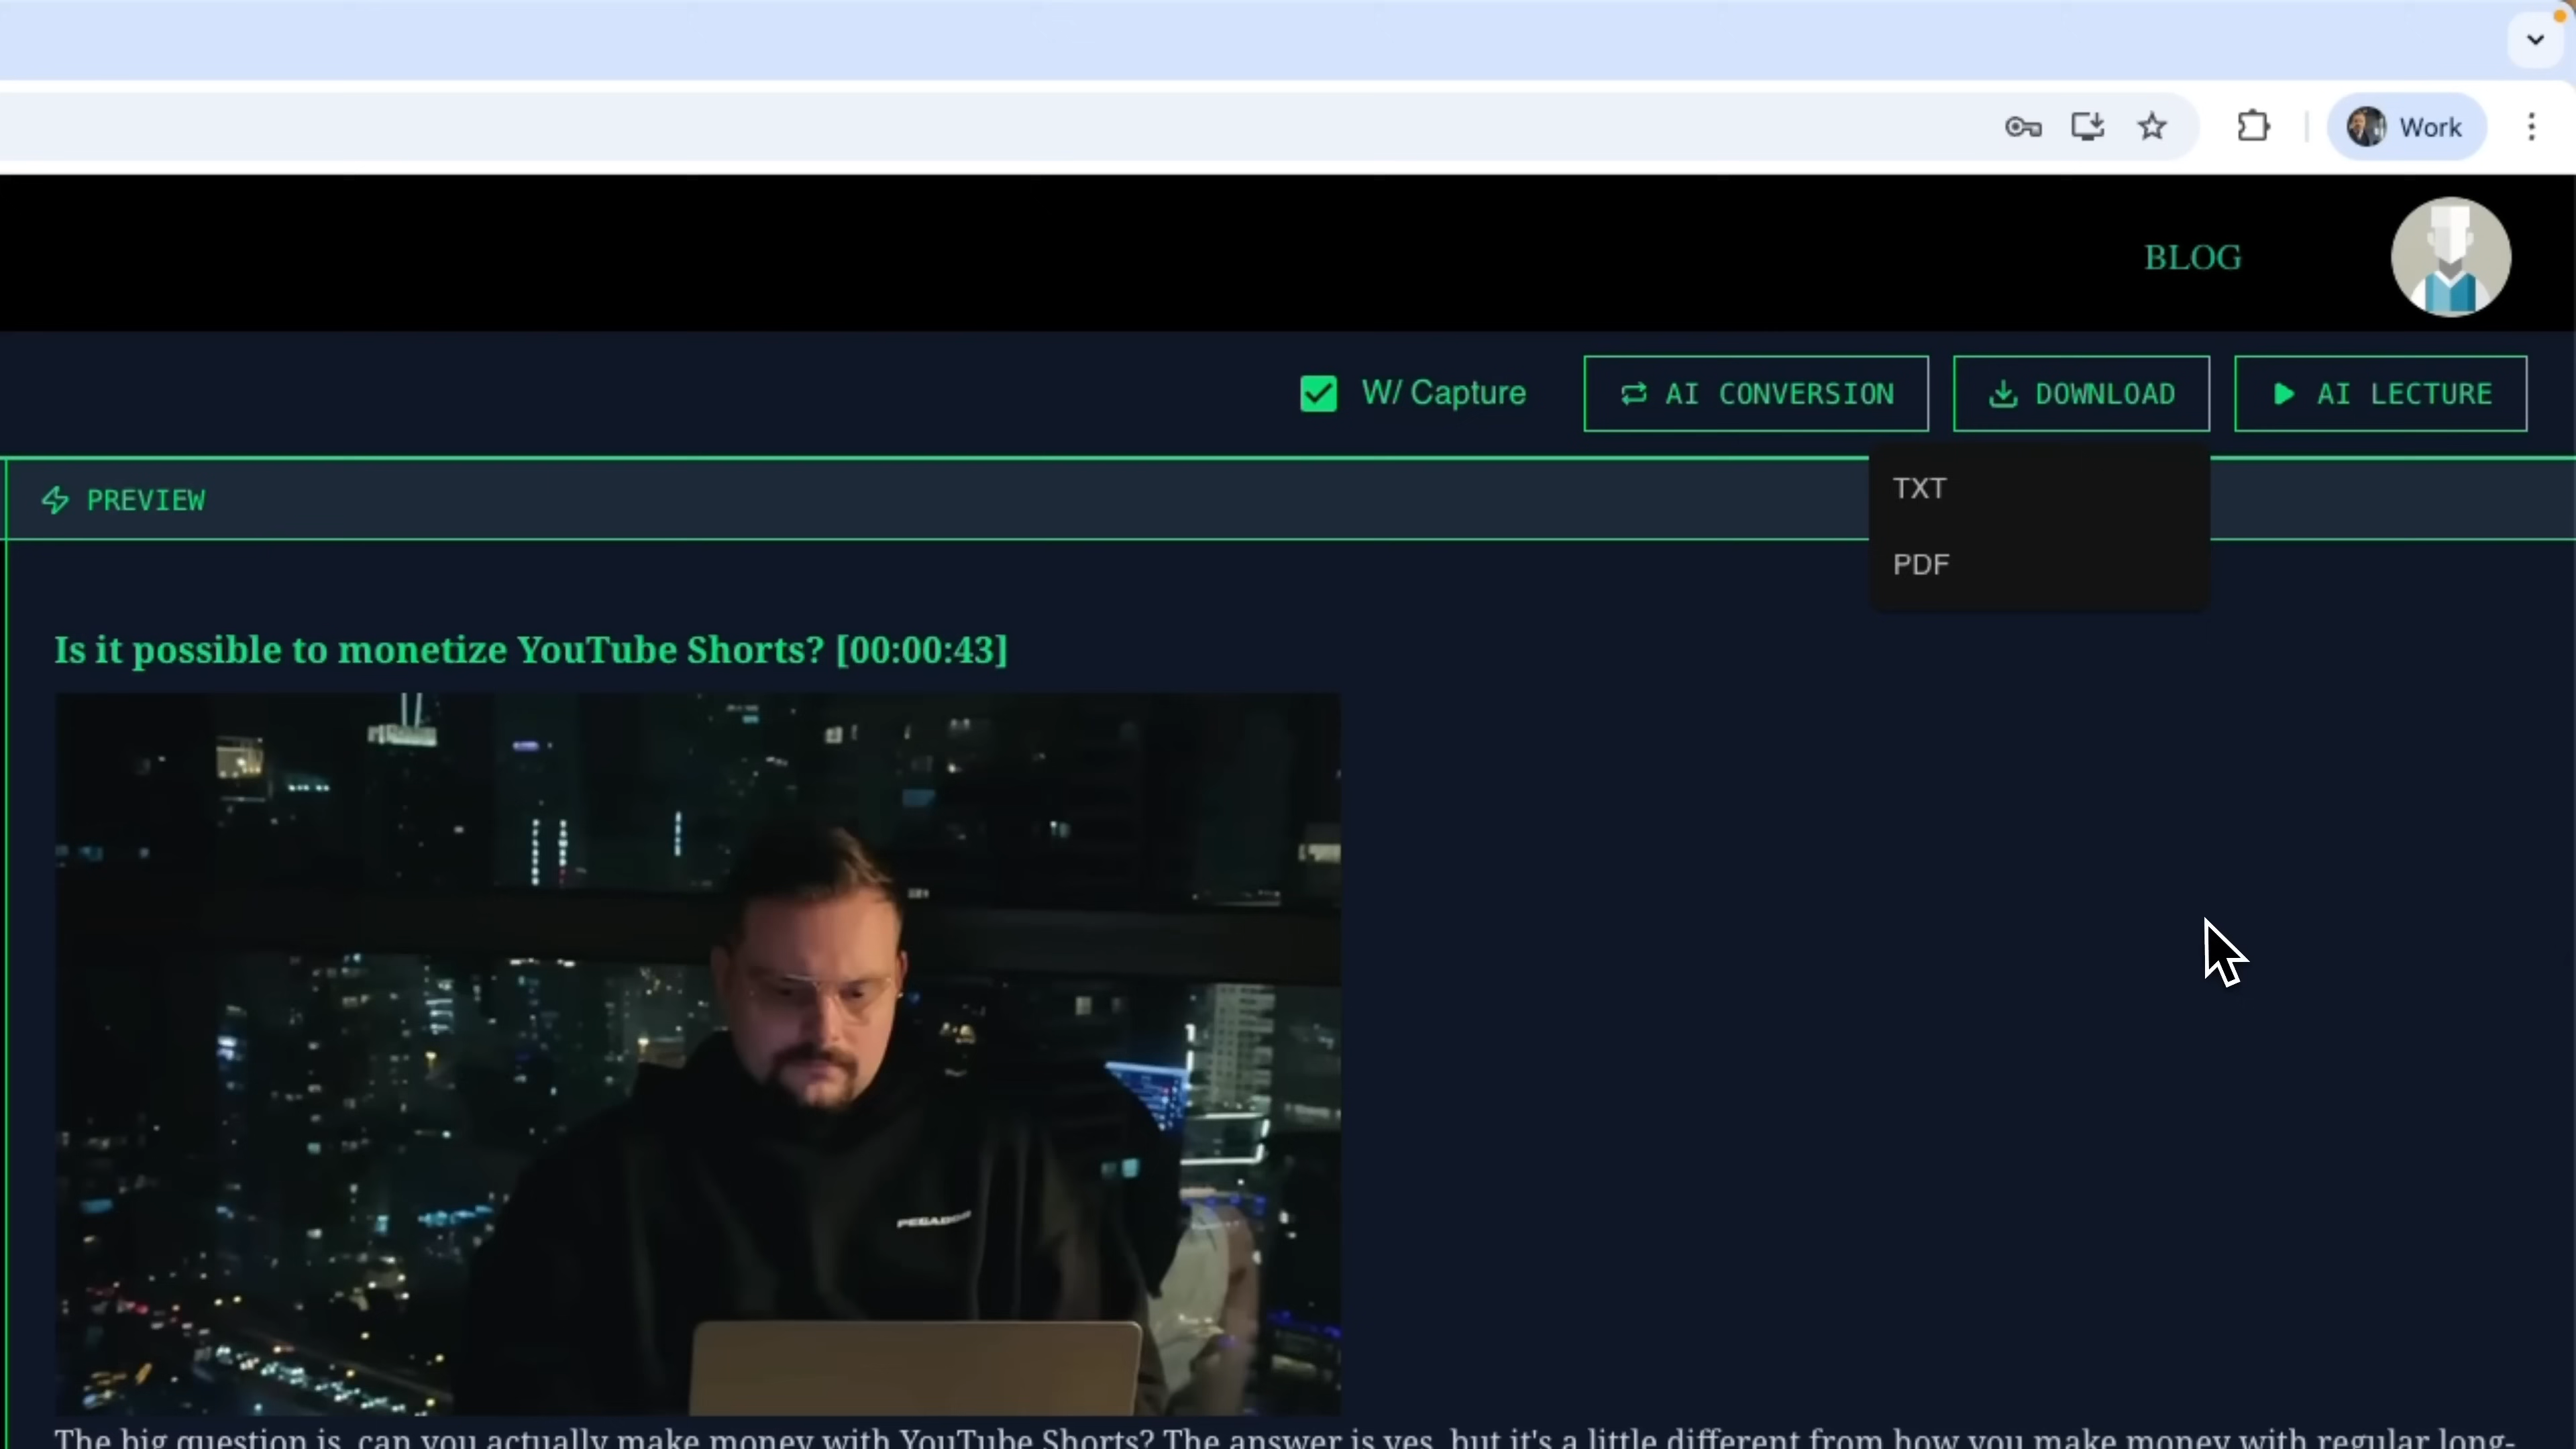 Work
BLOG
W/ Capture
AI CONVERSION
DOWNLOAD
AI LECTURE
TXT
PDF
PREVIEW
Is it possible to monetize YouTube Shorts? [00:00:43]
PEGADOR
The big question is, can you actually make money with YouTube Shorts? The answer is yes, but it's a little different from how you make money with regular long-